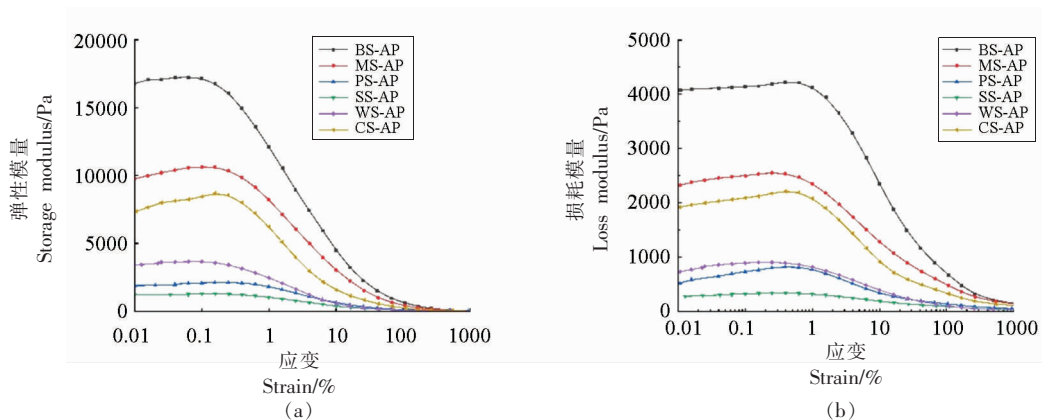 20000
15000
10000
5000
0
弹性模量
Storage modulus/Pa
BS-AP
MS-AP
PS-AP
SS-AP
WS-AP
CS-AP
0.01 0.1 1 10 100 1000
应变
Strain/%
(a)
5000
4000
3000
2000
1000
0
损耗模量
Loss modulus/Pa
BS-AP
MS-AP
PS-AP
SS-AP
WS-AP
CS-AP
0.01 0.1 1 10 100 1000
应变
Strain/%
(b)